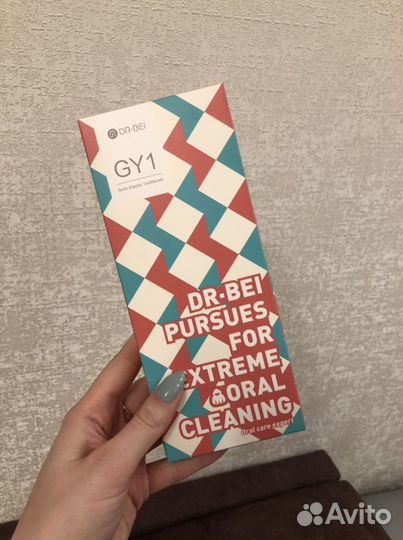 DR·BEI
GY1
Sonic Electric Toothbrush
DR·BEI
PURSUES
FOR
EXTREME
ORAL
CLEANING
Oral care expert
Avito